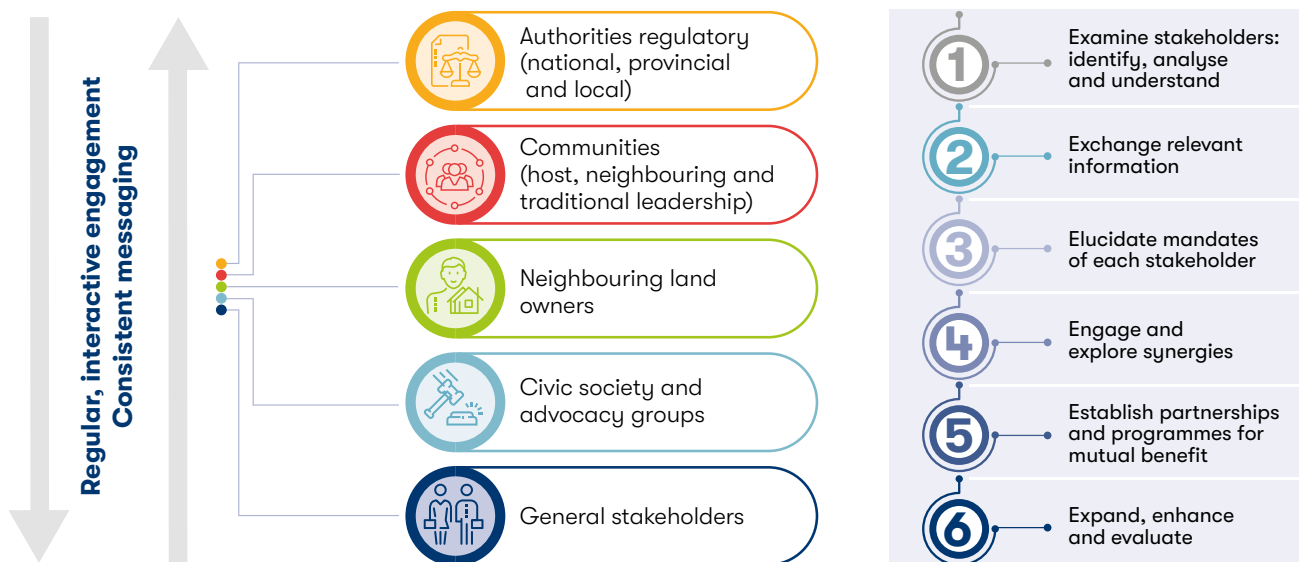 Regular, interactive engagement
Consistent messaging
Authorities regulatory
(national, provincial
and local)
Communities
(host, neighbouring and
traditional leadership)
Neighbouring land
owners
Civic society and
advocacy groups
General stakeholders
1
Examine stakeholders:
identify, analyse
and understand
2
Exchange relevant
information
3
Elucidate mandates
of each stakeholder
4
Engage and
explore synergies
5
Establish partnerships
and programmes for
mutual benefit
6
Expand, enhance
and evaluate